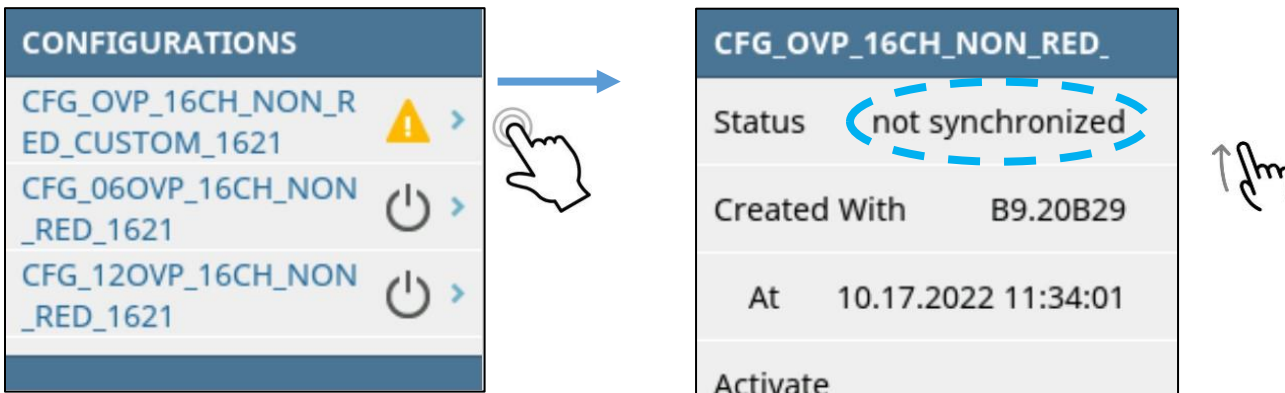 CONFIGURATIONS
CFG_OVP_16CH_NON_R
ED_CUSTOM_1621
CFG_06OVP_16CH_NON
_RED_1621
CFG_12OVP_16CH_NON
_RED_1621
CFG_OVP_16CH_NON_RED_
Status not synchronized
Created With B9.20B29
At 10.17.2022 11:34:01
Activate